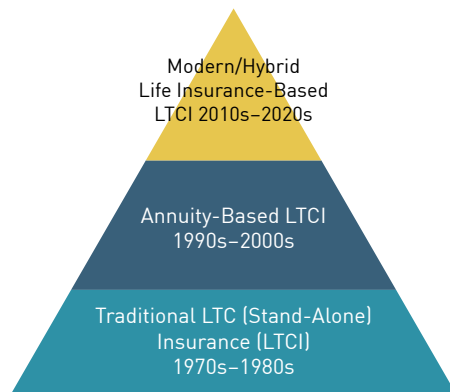 Modern/Hybrid
Life Insurance-Based
LTCI 2010s–2020s
Annuity-Based LTCI
1990s–2000s
Traditional LTC (Stand-Alone)
Insurance (LTCI)
1970s–1980s